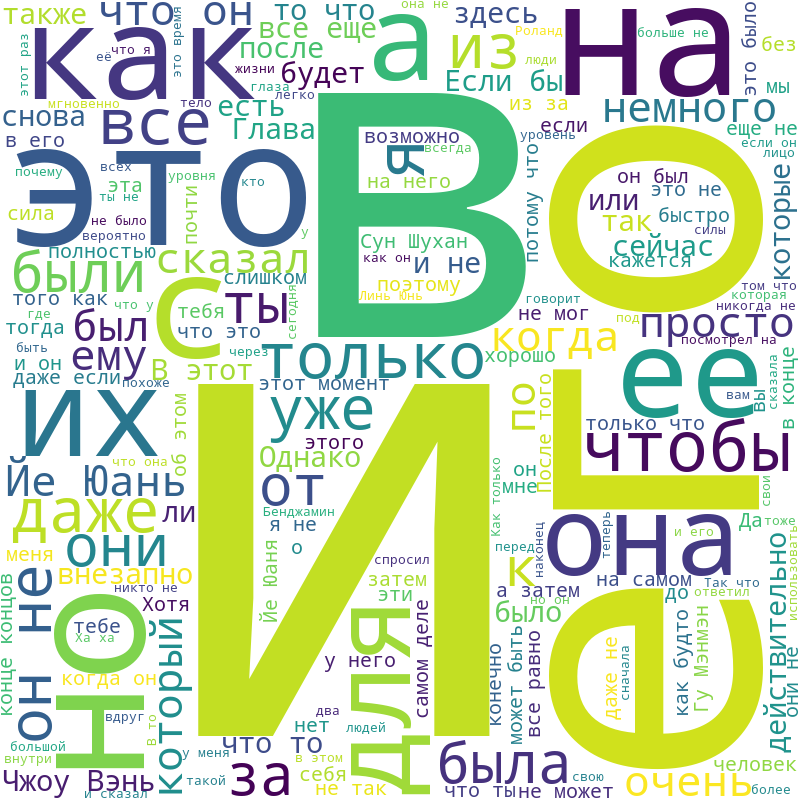 также
что он
то что
она не
здесь
Роланд
больше не
это было
без
её
что я
это время
все еще
после
этот раз
как
а
из
на
люди
мы
Если бы
глаза
жизни
будет
мгновенно
тело
легко
есть
из за
немного
снова
все
Глава
возможно
уровень
если
еще не
если он
в его
я
всегда
лицо
В
О
почему
всех
эта
кто
на него
потому что
он был
это не
которые
ты не
уровня
это
или
сила
не было
почти
у
так
быстро
вероятно
Сун Шухан
силы
сейчас
полностью
сказал
как он
и не
кажется
были
слишком
поэтому
том что
того как
что у
с
ты
тебя
Линь Юнь
говорит
которая
где
сегодня
никогда не
тогда
был
что это
не мог
под
просто
быть
через
когда
посмотрел на
и он
ему
только
хорошо
даже если
похоже
В этот
этот момент
ее
сказала
вы
вам
в конце
их
И
уже
по
После того
только что
чтобы
этого
об этом
что она
Однако
он
Йе Юань
от
мне
Как только
свои
даже
ли
Бенджамин
я не
к
она
Да
тоже
меня
они
о
спросил
перед
наконец
теперь
и его
внезапно
никто не
Йе Юаня
затем
а затем
на самом
Так что
использовать
он не
но
Хотя
эти
было
но он
до
ответил
конце концов
тебе
Ха ха
который
для
самом деле
е
как будто
Гу Мэнмэн
действительно
они не
когда он
у него
конечно
может быть
все равно
даже не
сначала
вдруг
В то
два
нет
людей
большой
что то
внутри
у меня
в этом
была
человек
Чжоу Вэнь
такой
за
себя
свою
очень
и сказал
не так
что ты
не может
более